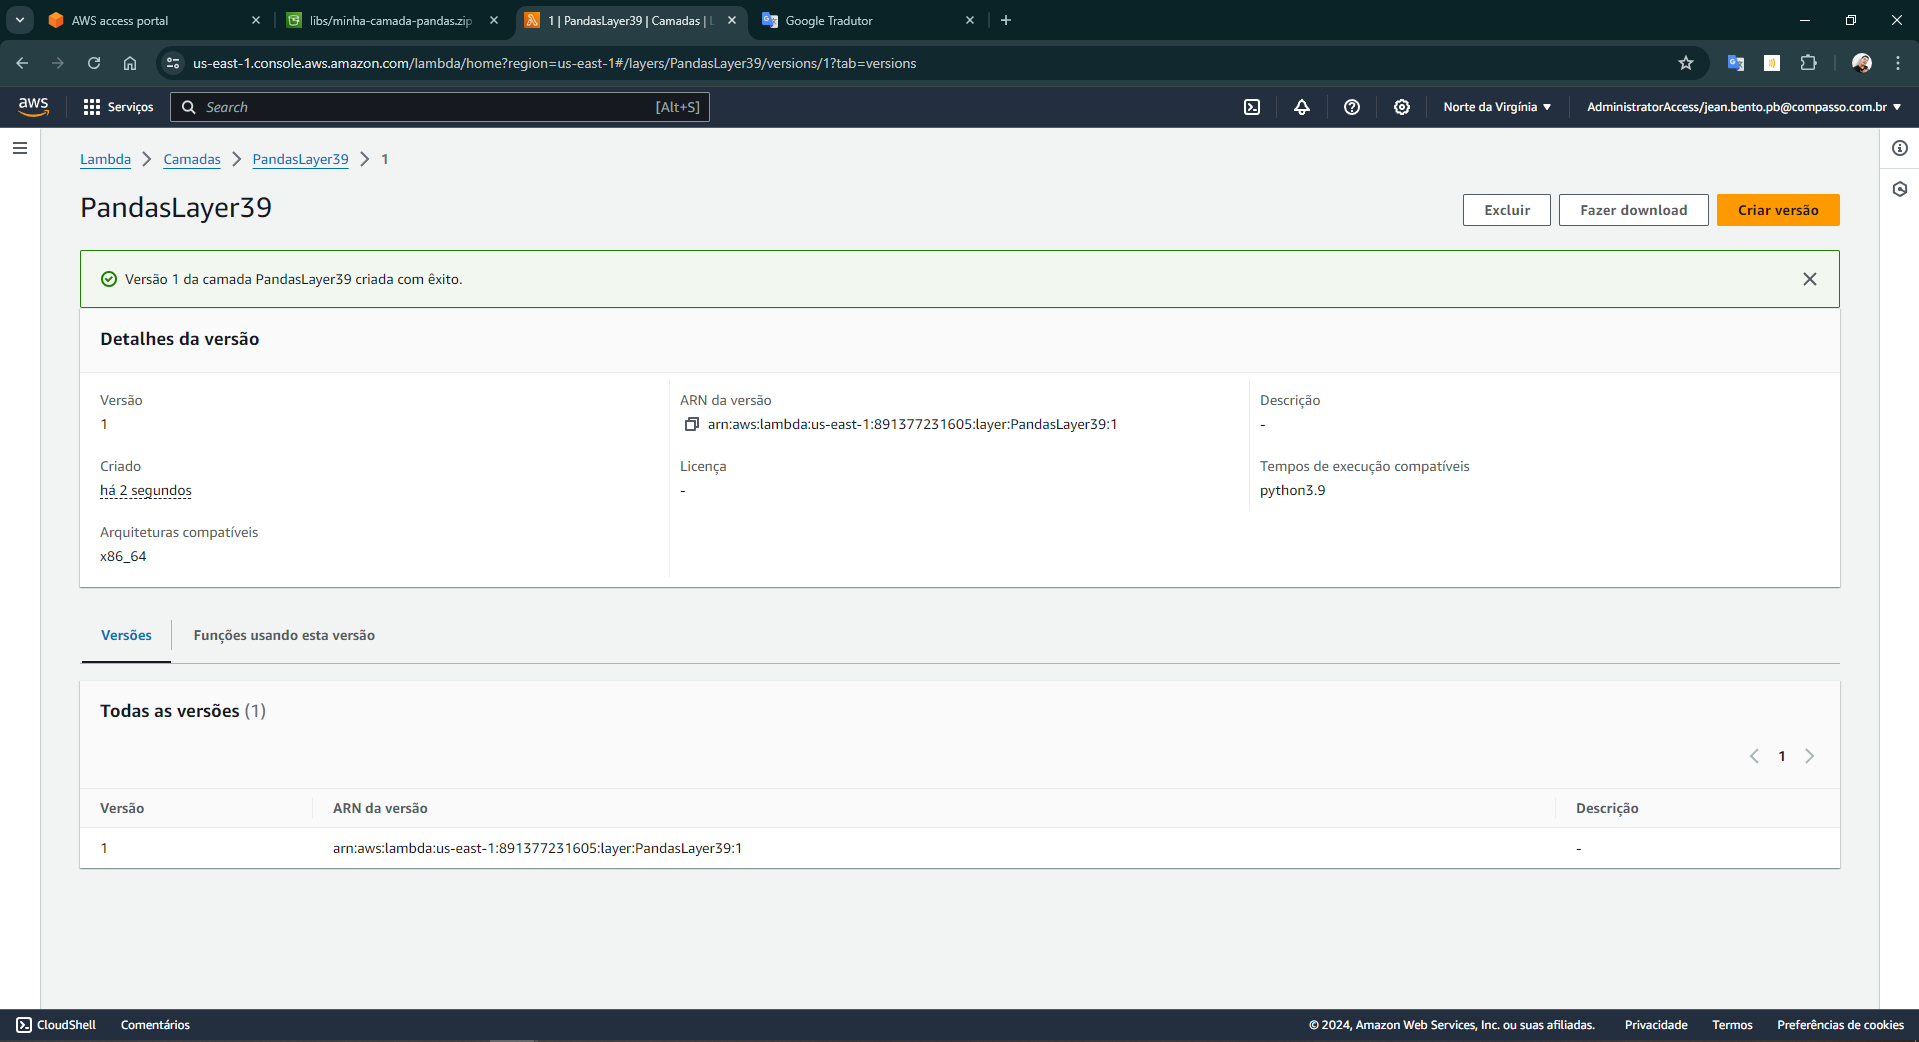 AWS access portal
libs/minha-camada-pandas.zip
1 | PandasLayer39 | Camadas |
Google Tradutor
us-east-1.console.aws.amazon.com/lambda/home?region=us-east-1#/layers/PandasLayer39/versions/1?tab=versions
aws
Serviços
Search
[Alt+S]
Norte da Virgínia
AdministratorAccess/jean.bento.pb@compasso.com.br
Lambda
Camadas
PandasLayer39
1
PandasLayer39
Excluir
Fazer download
Criar versão
Versão 1 da camada PandasLayer39 criada com êxito.
Detalhes da versão
Versão
1
ARN da versão
arn:aws:lambda:us-east-1:891377231605:layer:PandasLayer39:1
Descrição
-
Criado
há 2 segundos
Licença
-
Tempos de execução compatíveis
python3.9
Arquiteturas compatíveis
x86_64
Versões
Funções usando esta versão
Todas as versões (1)
1
Versão
ARN da versão
Descrição
1
arn:aws:lambda:us-east-1:891377231605:layer:PandasLayer39:1
-
CloudShell
Comentários
© 2024, Amazon Web Services, Inc. ou suas afiliadas.
Privacidade
Termos
Preferências de cookies